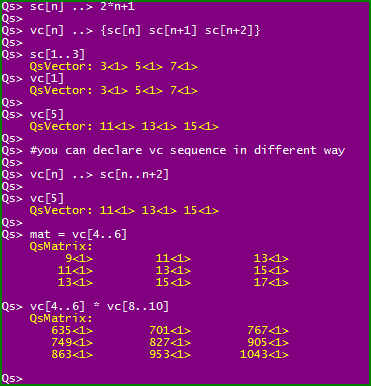 Qs> sc[n] ..> 2*n+1
Qs>
Qs> vc[n] ..> {sc[n] sc[n+1] sc[n+2]}
Qs>
Qs> sc[1..3]
QsVector: 3<1> 5<1> 7<1>
Qs> vc[1]
QsVector: 3<1> 5<1> 7<1>
Qs>
Qs> vc[5]
QsVector: 11<1> 13<1> 15<1>
Qs>
Qs> #you can declare vc sequence in different way
Qs>
Qs> vc[n] ..> sc[n..n+2]
Qs>
Qs> vc[5]
QsVector: 11<1> 13<1> 15<1>
Qs>
Qs> mat = vc[4..6]
QsMatrix:
9<1> 11<1> 13<1>
11<1> 13<1> 15<1>
13<1> 15<1> 17<1>
Qs> vc[4..6] * vc[8..10]
QsMatrix:
635<1> 701<1> 767<1>
749<1> 827<1> 905<1>
863<1> 953<1> 1043<1>
Qs>